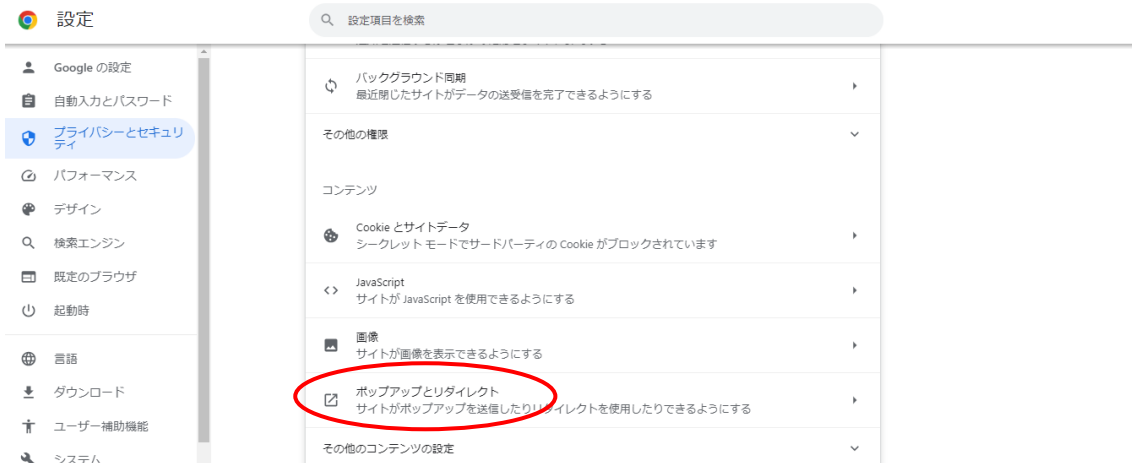 設定
設定項目を検索
Google の設定
自動入力とパスワード
プライバシーとセキュリ
ティ
パフォーマンス
デザイン
検索エンジン
既定のブラウザ
起動時
言語
ダウンロード
ユーザー補助機能
システム
バックグラウンド同期
最近閉じたサイトがデータの送受信を完了できるようにする
その他の権限
コンテンツ
Cookie とサイトデータ
シークレット モードでサードパーティの Cookie がブロックされています
JavaScript
サイトが JavaScript を使用できるようにする
画像
サイトが画像を表示できるようにする
ポップアップとリダイレクト
サイトがポップアップを送信したりリダイレクトを使用したりできるようにする
その他のコンテンツの設定